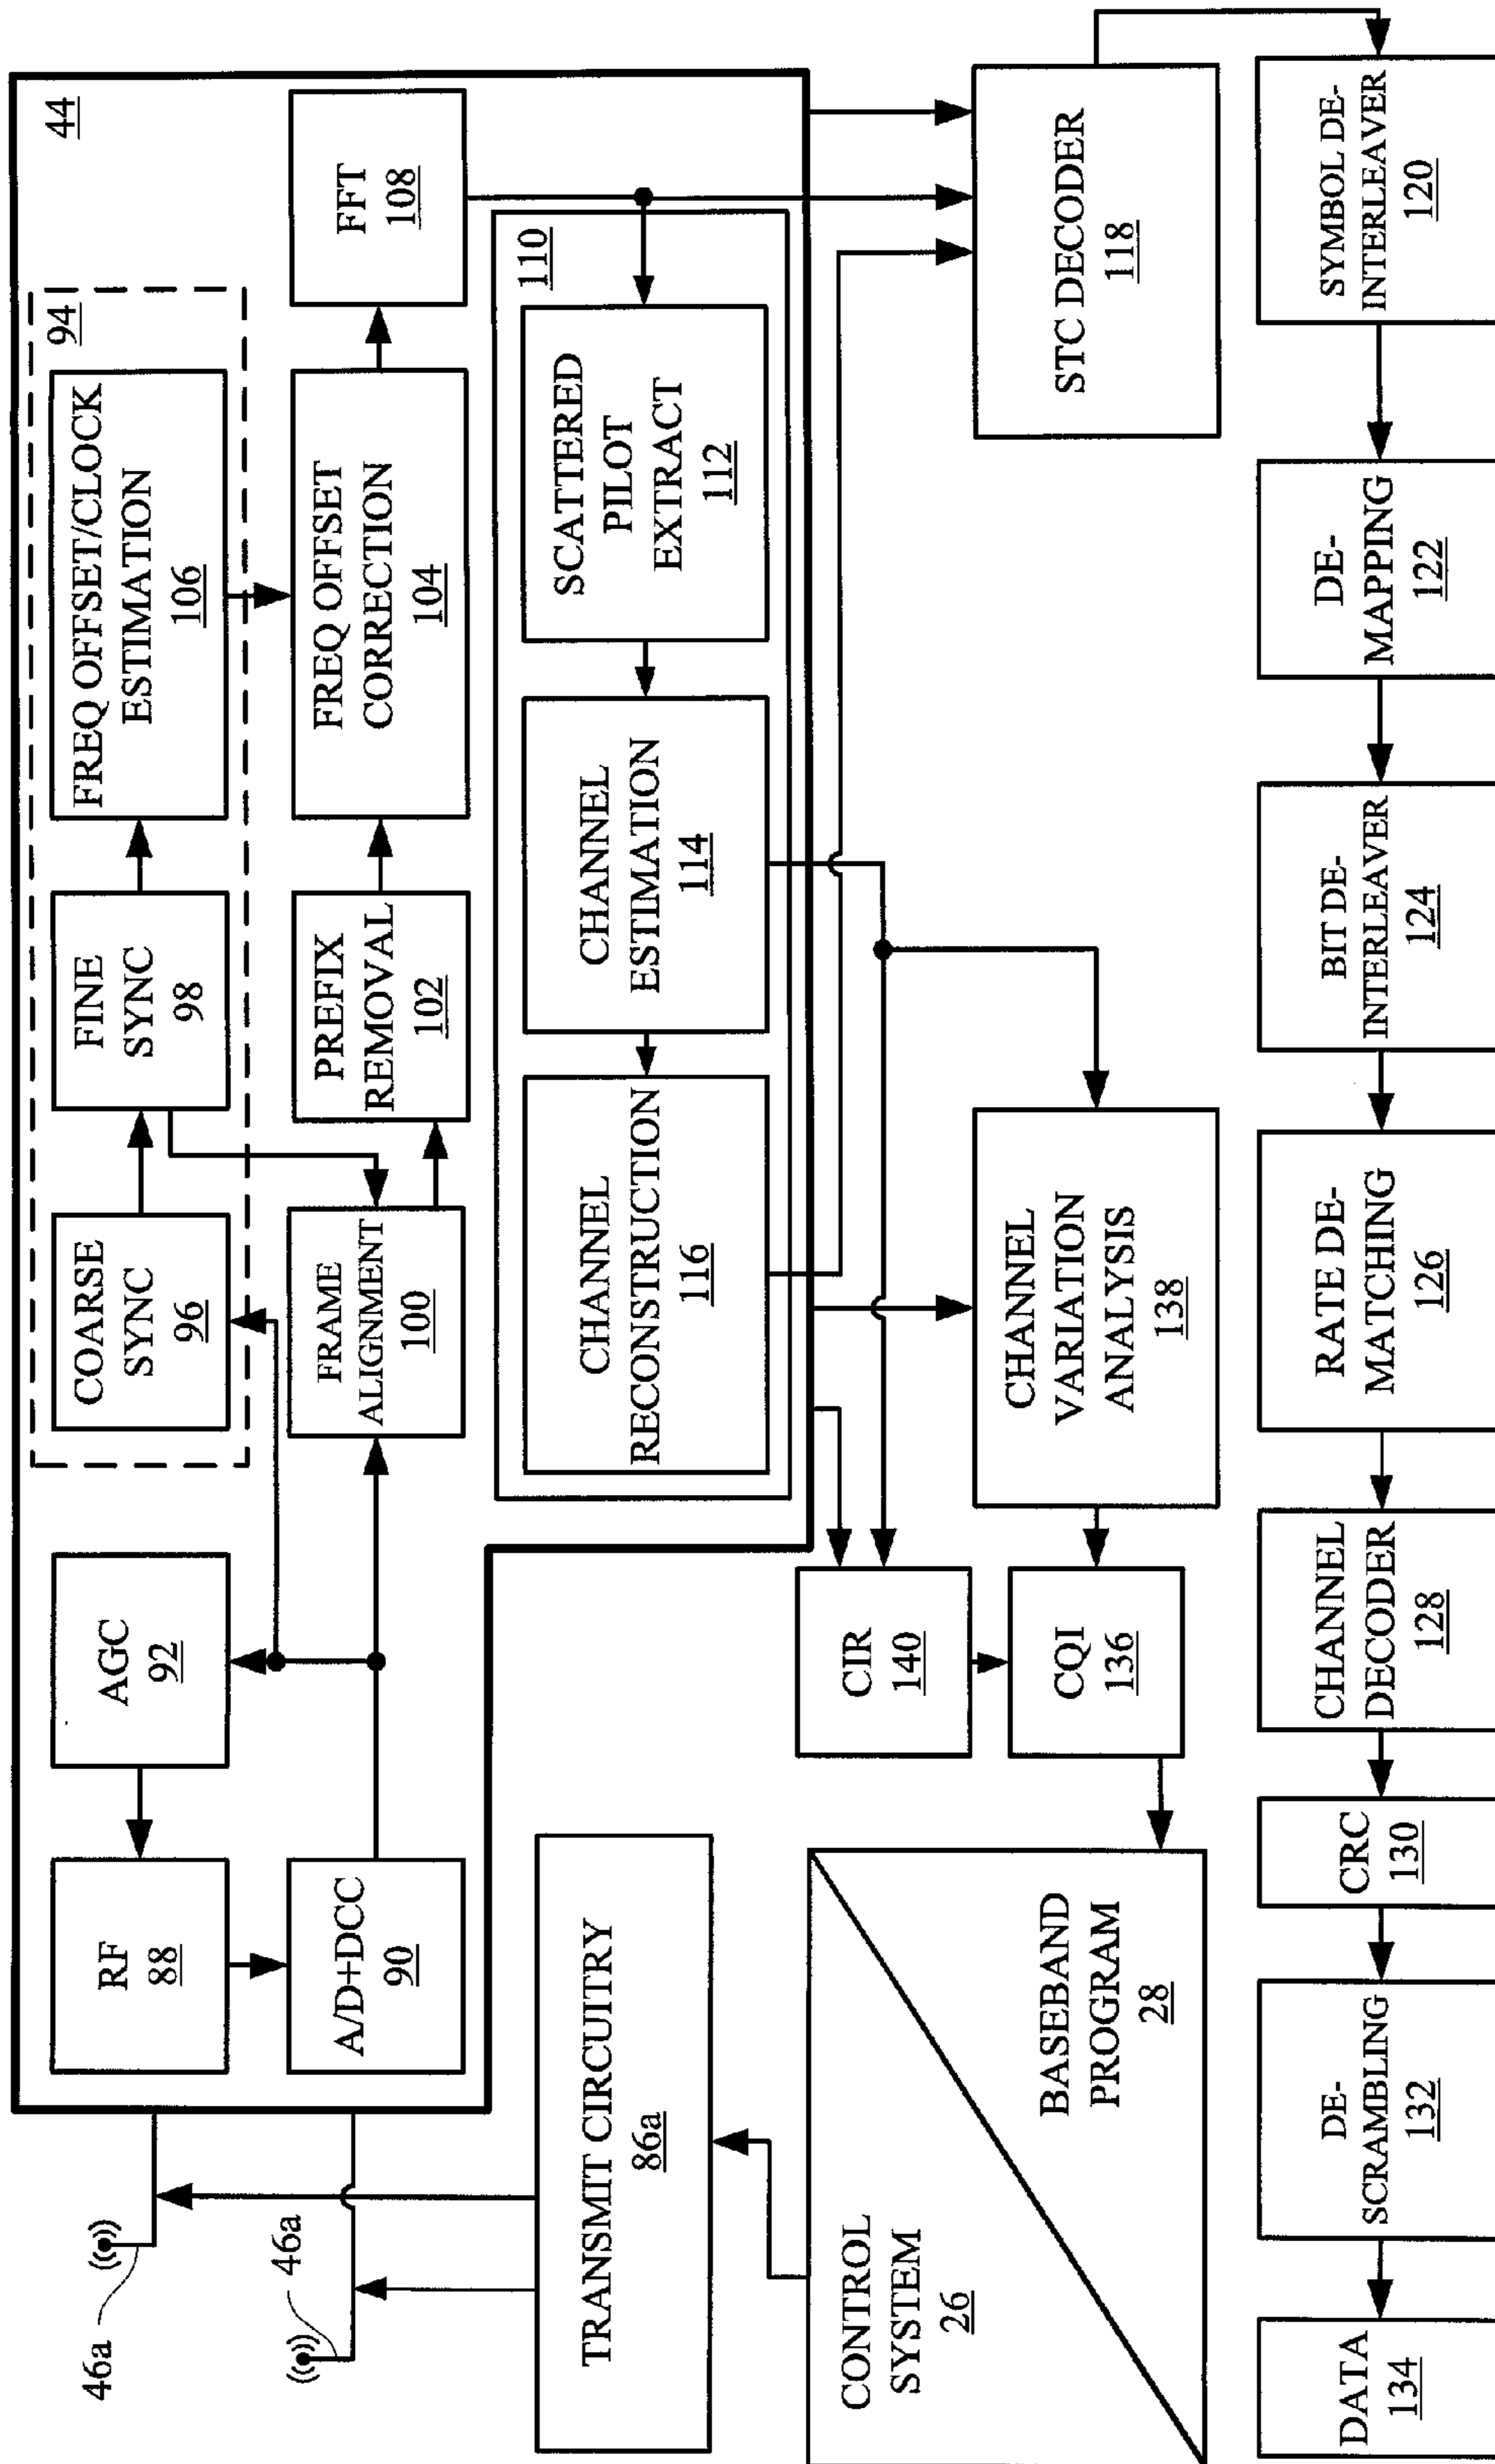 44
46a
46a
RF
88
AGC
92
94
COARSE
SYNC
96
FINE
SYNC
98
FREQ OFFSET/CLOCK
ESTIMATION
106
A/D+DCC
90
FRAME
ALIGNMENT
100
PREFIX
REMOVAL
102
FREQ OFFSET
CORRECTION
104
FFT
108
110
CHANNEL
RECONSTRUCTION
116
CHANNEL
ESTIMATION
114
SCATTERED
PILOT
EXTRACT
112
TRANSMIT CIRCUITRY
86a
CIR
140
CONTROL
SYSTEM
26
BASEBAND
PROGRAM
28
CQI
136
CHANNEL
VARIATION
ANALYSIS
138
STC DECODER
118
DATA
134
DE-
SCRAMBLING
132
CRC
130
CHANNEL
DECODER
128
RATE DE-
MATCHING
126
BIT DE-
INTERLEAVER
124
DE-
MAPPING
122
SYMBOL DE-
INTERLEAVER
120